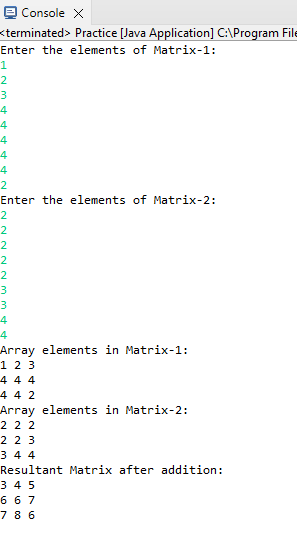 Console
<terminated> Practice [Java Application] C:\Program File
Enter the elements of Matrix-1:
1
2
3
4
4
4
4
4
2
Enter the elements of Matrix-2:
2
2
2
2
2
3
3
4
4
Array elements in Matrix-1:
1 2 3
4 4 4
4 4 2
Array elements in Matrix-2:
2 2 2
2 2 3
3 4 4
Resultant Matrix after addition:
3 4 5
6 6 7
7 8 6